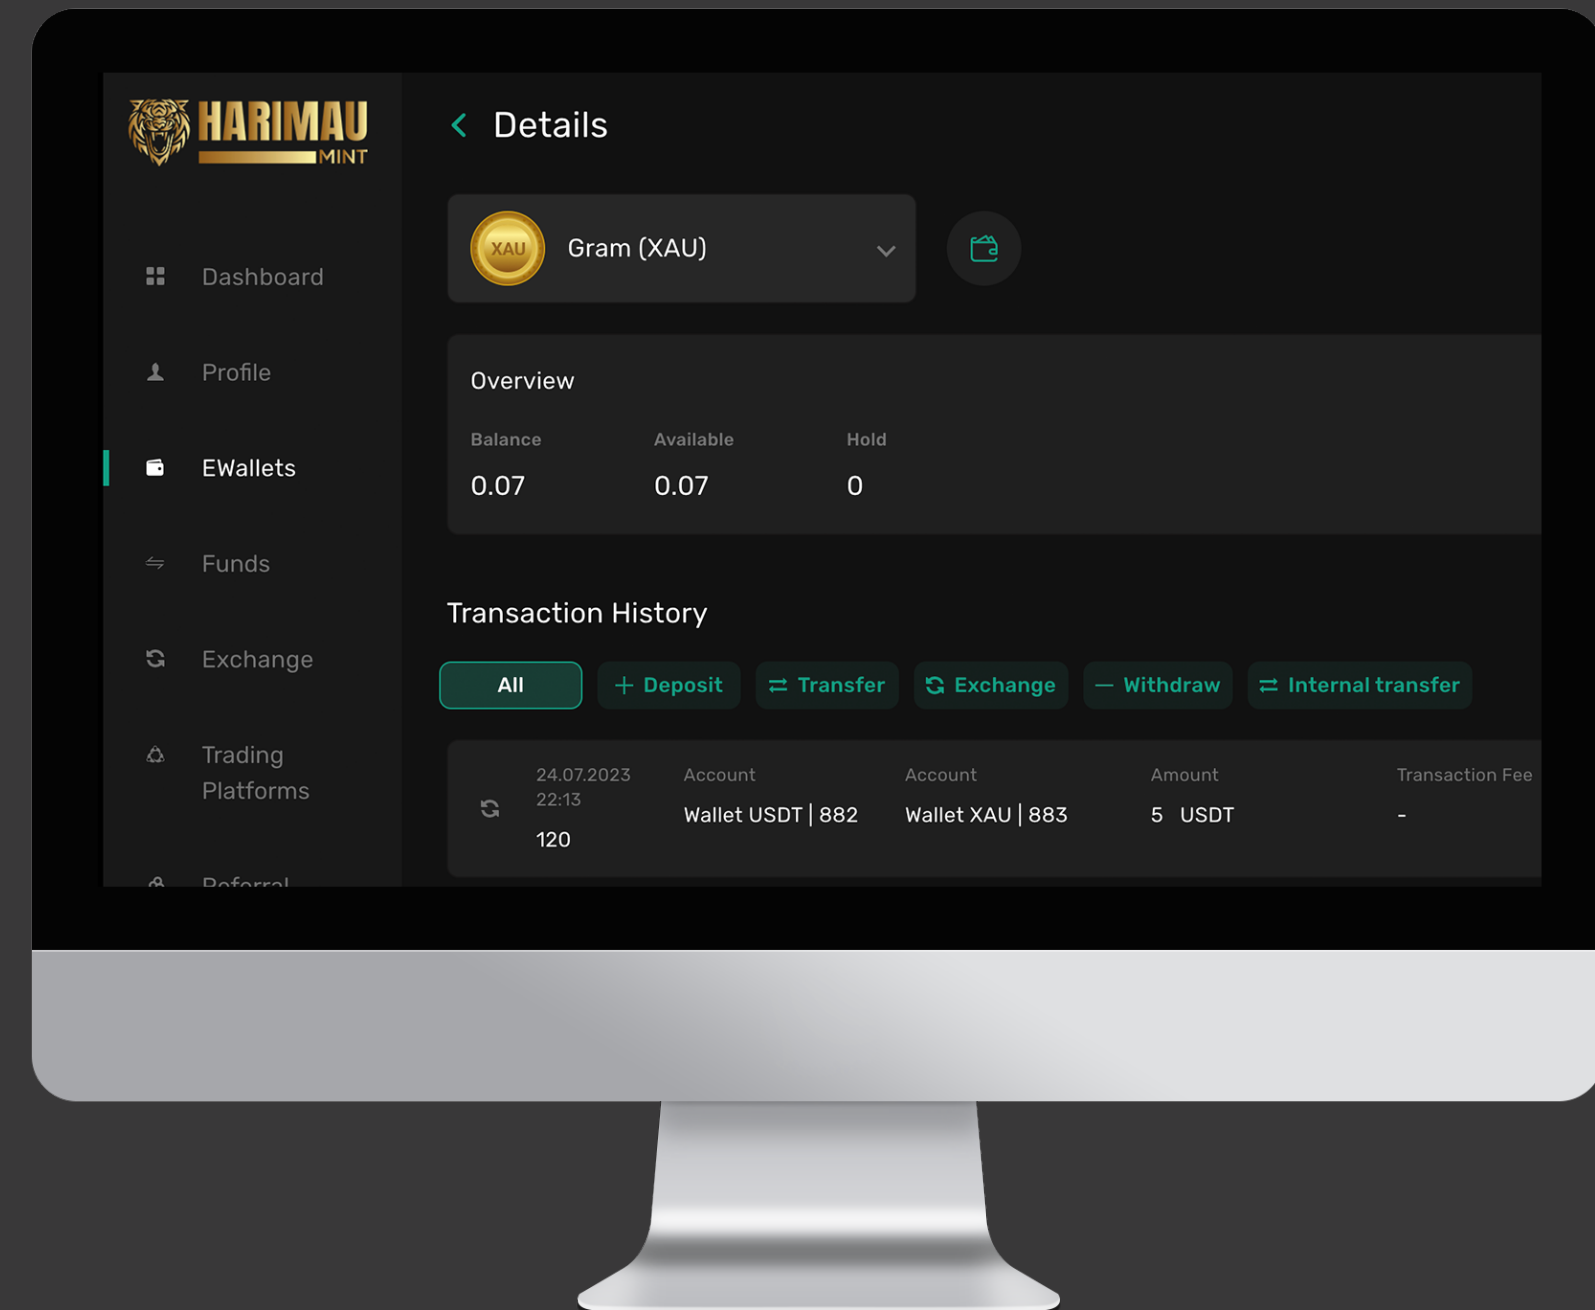 HARIMAU
MINT
Dashboard
Profile
EWallets
Funds
Exchange
Trading
Platforms
Referral
Details
XAU
Gram (XAU)
Overview
Balance Available Hold
0.07 0.07 0
Transaction History
All + Deposit Transfer Exchange — Withdraw Internal transfer
24.07.2023 Account Account Amount Transaction Fee
22:13
Wallet USDT | 882 Wallet XAU | 883 5 USDT -
120